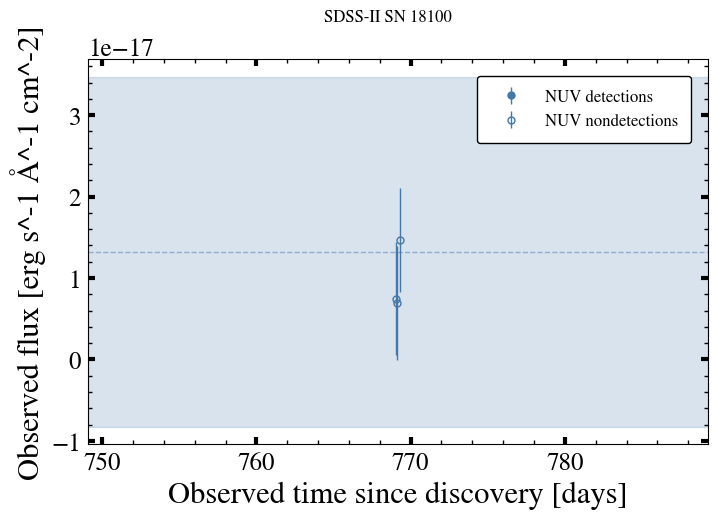 SDSS-II SN 18100
1e−17
Observed flux [erg s^-1 Å^-1 cm^-2]
3
2
1
0
−1
NUV detections
NUV nondetections
750 760 770 780
Observed time since discovery [days]